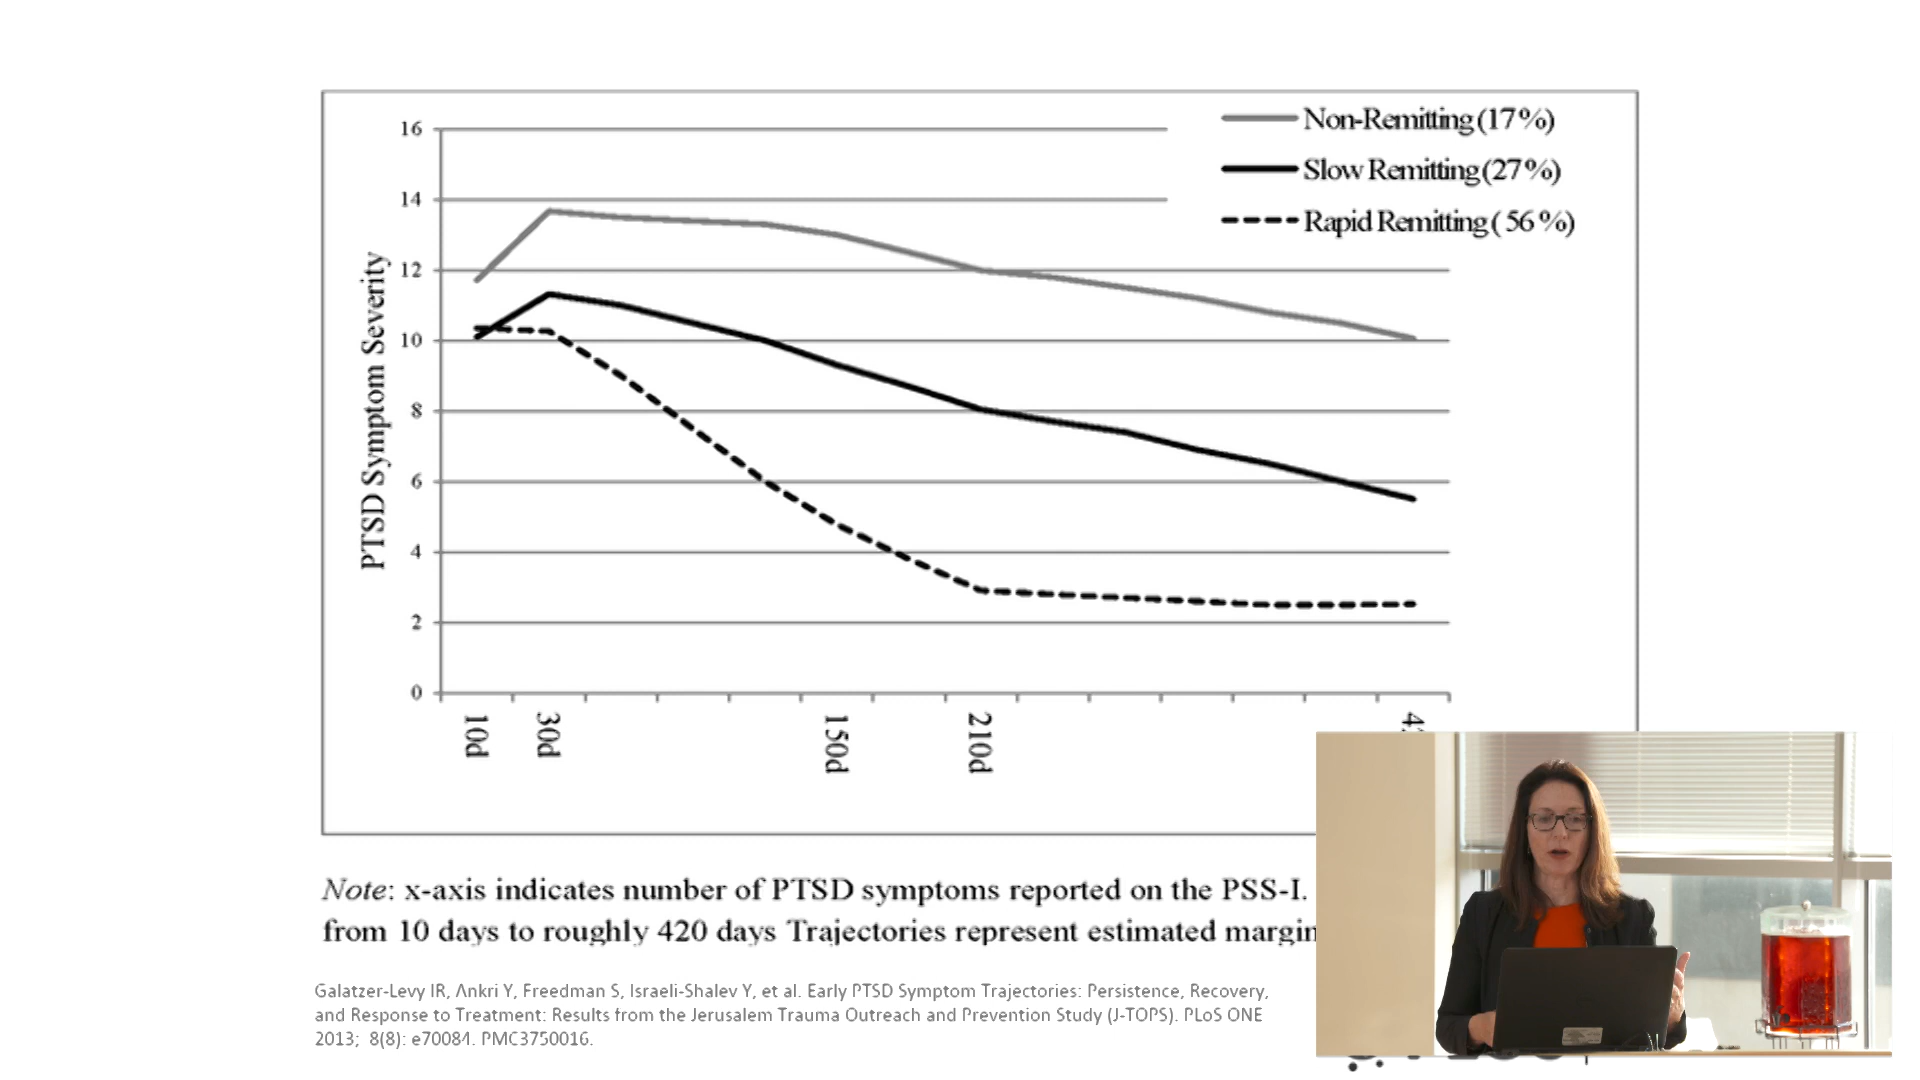 Non-Remitting (17%)
Slow Remitting (27%)
Rapid Remitting ( 56 %)
PTSD Symptom Severity
16
14
12
10
8
6
4
2
0
10d
30d
150d
210d
Note: x-axis indicates number of PTSD symptoms reported on the PSS-I.
from 10 days to roughly 420 days Trajectories represent estimated
Galatzer-Levy IR, Ankri Y, Freedman S, Israeli-Shalev Y, et al. Early PTSD Symptom Trajectories: Persistence, Recovery,
and Response to Treatment: Results from the Jerusalem Trauma Outreach and Prevention Study (J-TOPS). PLoS ONE
2013; 8(8): e70084. PMC3750016.